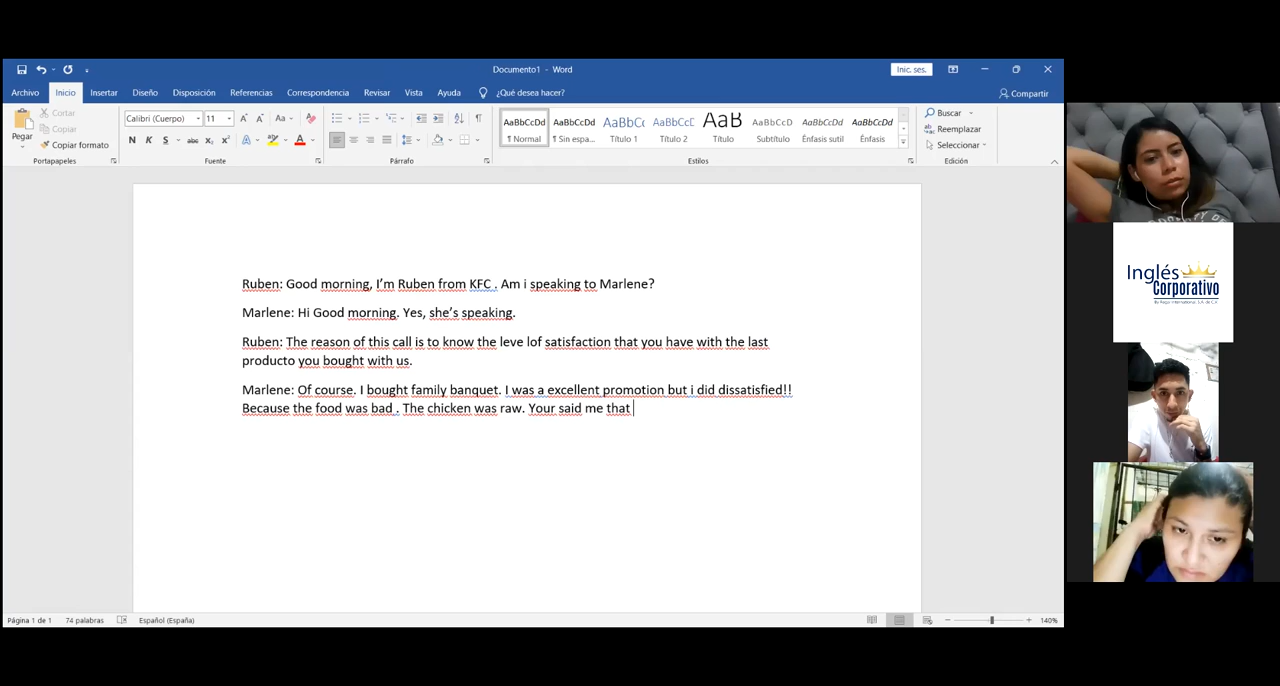 Documento1 - Word
Inic. ses.
Archivo Inicio Insertar Diseño Disposición Referencias Correspondencia Revisar Vista Ayuda ¿Qué desea hacer? Compartir
Pegar
Cortar
Copiar
Copiar formato
Portapapeles
Calibri (Cuerpo) 11
N K S abc x₂ x²
Fuente
Párrafo
AaBbCcDd ¶ Normal
AaBbCcDd ¶ Sin espa...
AaBbCc Título 1
AaBbCcC Título 2
AaB Título
AaBbCcD Subtítulo
AaBbCcDd Énfasis sutil
AaBbCcDd Énfasis
Estilos
Buscar
Reemplazar
Seleccionar
Edición
Ruben: Good morning, I’m Ruben from KFC . Am i speaking to Marlene?
Marlene: Hi Good morning. Yes, she’s speaking.
Ruben: The reason of this call is to know the leve lof satisfaction that you have with the last
producto you bought with us.
Marlene: Of course. I bought family banquet. I was a excellent promotion but i did dissatisfied!!
Because the food was bad . The chicken was raw. Your said me that
Página 1 de 1 74 palabras Español (España) 140%
Inglés
Corporativo